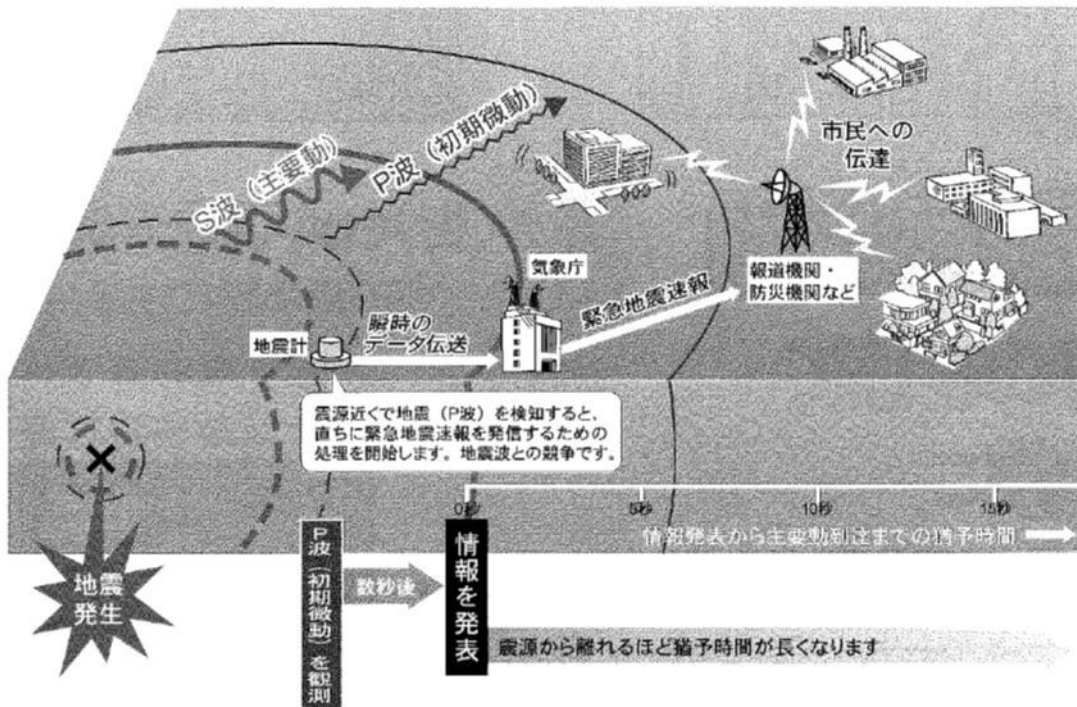 市民への
伝達
P波（初期微動）
S波（主要動）
気象庁
報道機関・
防災機関など
緊急地震速報
地震計
瞬時の
データ伝送
震源近くで地震（P波）を検知すると、
直ちに緊急地震速報を発信するための
処理を開始します。地震波との競争です。
0秒
5秒
10秒
15秒
情報発表から主要動到達までの猶予時間
地震
発生
P波（初期微動）を観測
数秒後
情報を発表
震源から離れるほど猶予時間が長くなります